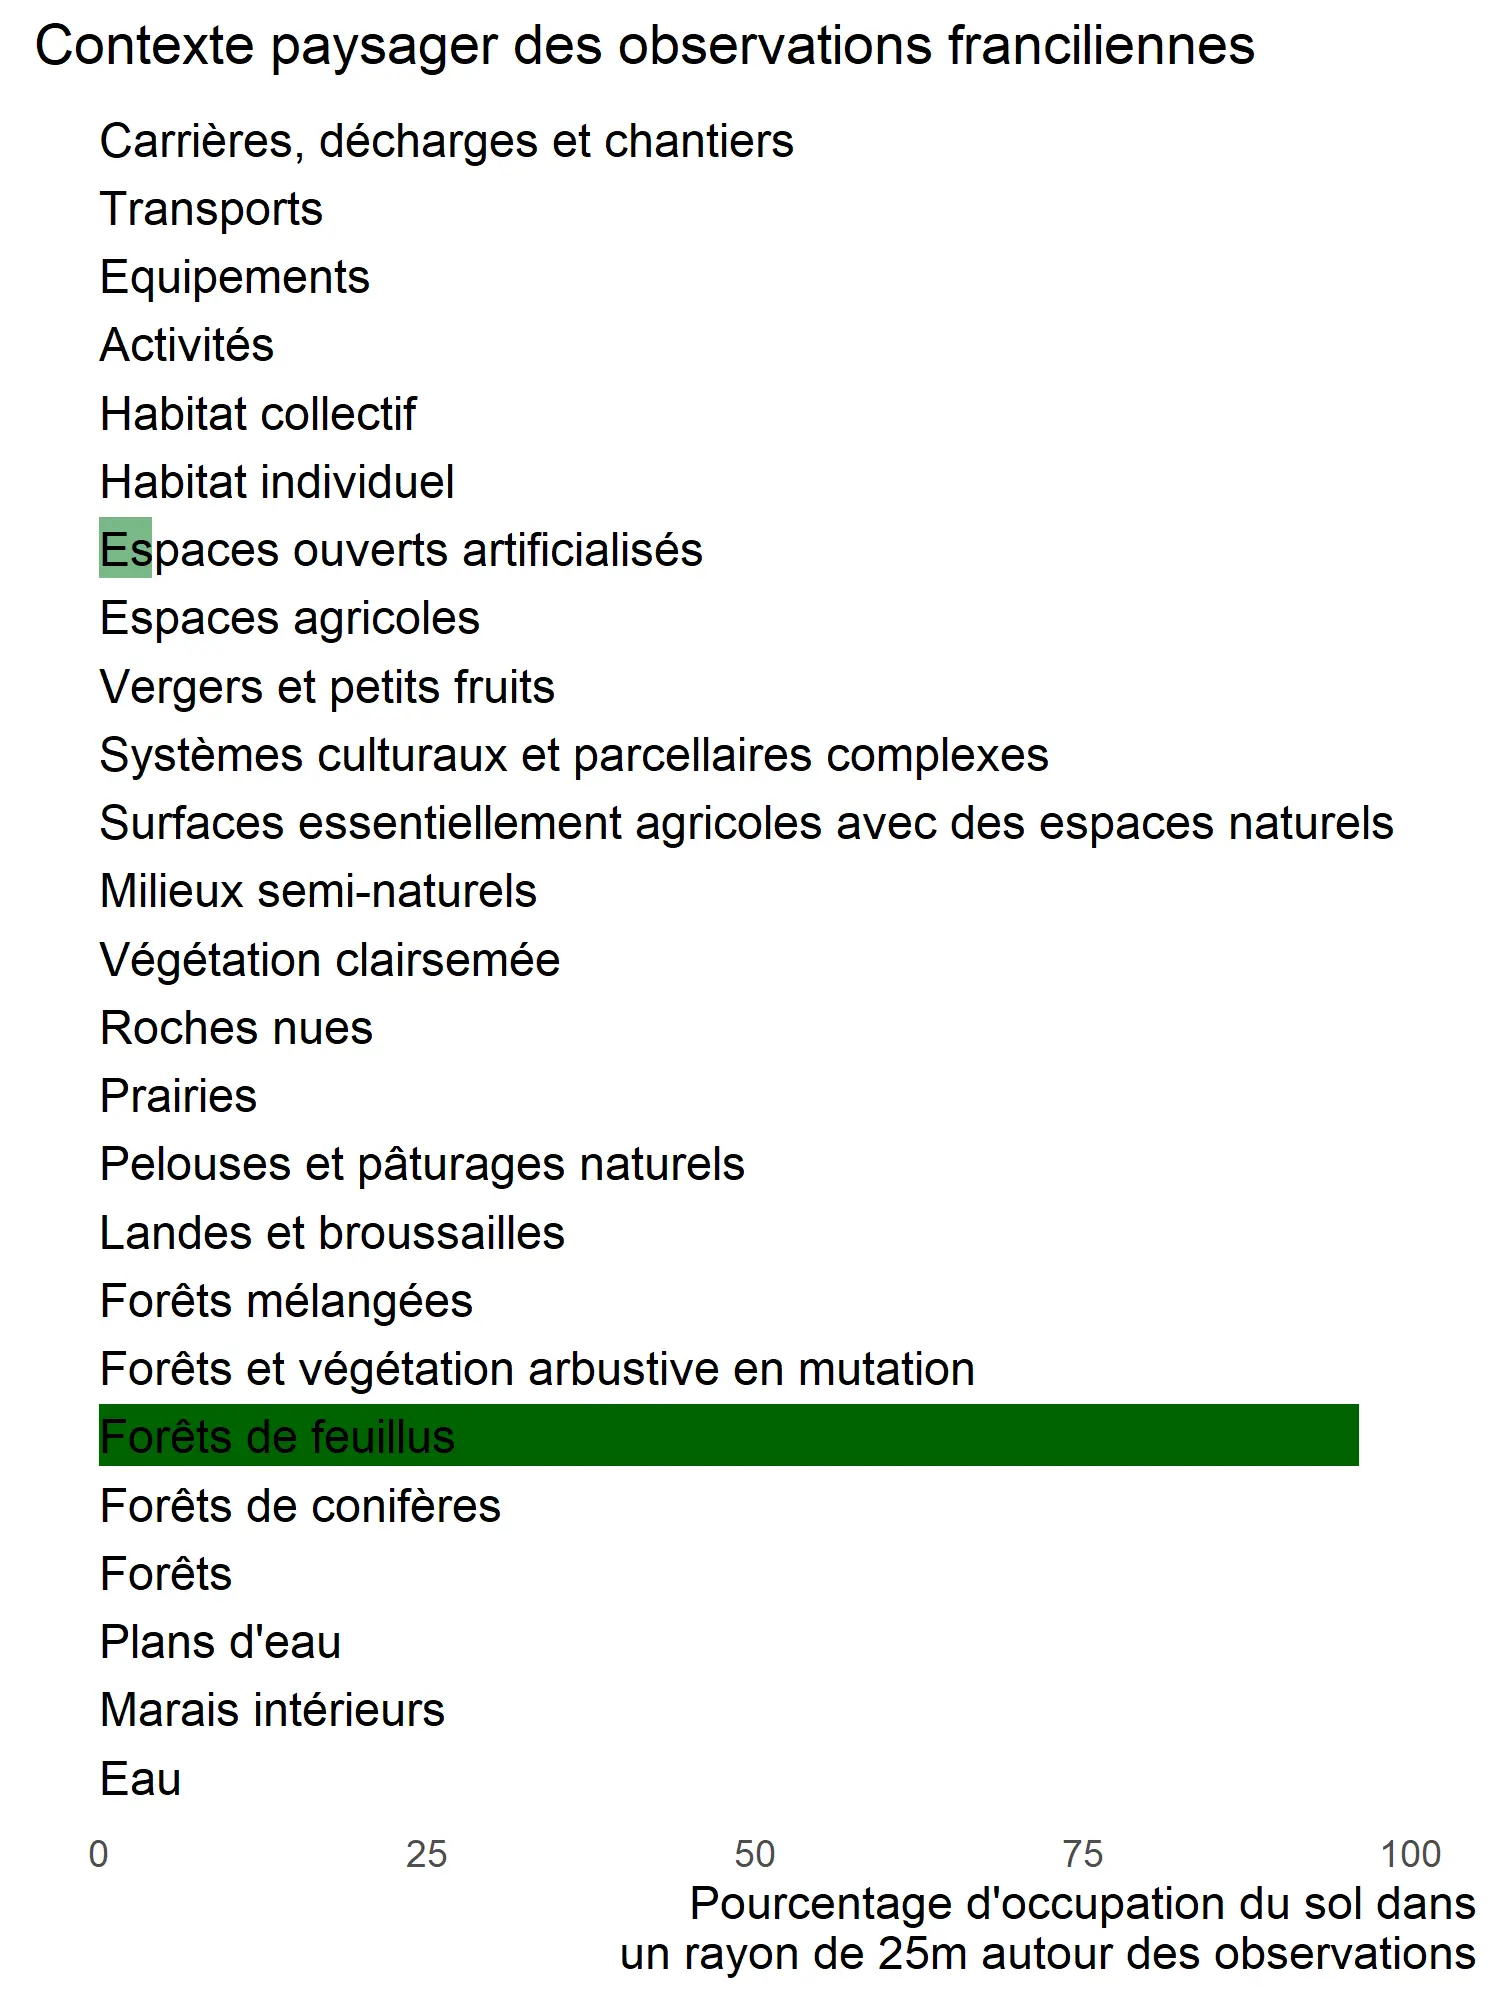 Contexte paysager des observations franciliennes
Carrières, décharges et chantiers
Transports
Equipements
Activités
Habitat collectif
Habitat individuel
Espaces ouverts artificialisés
Espaces agricoles
Vergers et petits fruits
Systèmes culturaux et parcellaires complexes
Surfaces essentiellement agricoles avec des espaces naturels
Milieux semi-naturels
Végétation clairsemée
Roches nues
Prairies
Pelouses et pâturages naturels
Landes et broussailles
Forêts mélangées
Forêts et végétation arbustive en mutation
Forêts de feuillus
Forêts de conifères
Forêts
Plans d'eau
Marais intérieurs
Eau
0 25 50 75 100
Pourcentage d'occupation du sol dans
un rayon de 25m autour des observations